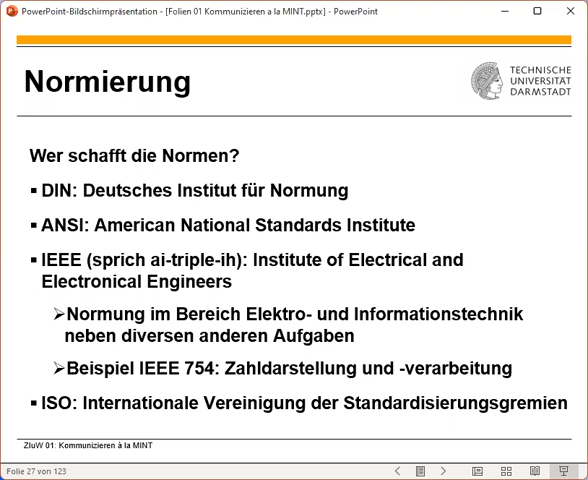 PowerPoint-Bildschirmpräsentation - [Folien 01 Kommunizieren a la MINT.pptx] - PowerPoint
Normierung
TECHNISCHE
UNIVERSITÄT
DARMSTADT
Wer schafft die Normen?
▪ DIN: Deutsches Institut für Normung
▪ ANSI: American National Standards Institute
▪ IEEE (sprich ai-triple-ih): Institute of Electrical and
Electronical Engineers
➢Normung im Bereich Elektro- und Informationstechnik
neben diversen anderen Aufgaben
➢Beispiel IEEE 754: Zahldarstellung und -verarbeitung
▪ ISO: Internationale Vereinigung der Standardisierungsgremien
ZIuW 01: Kommunizieren à la MINT
Folie 27 von 123